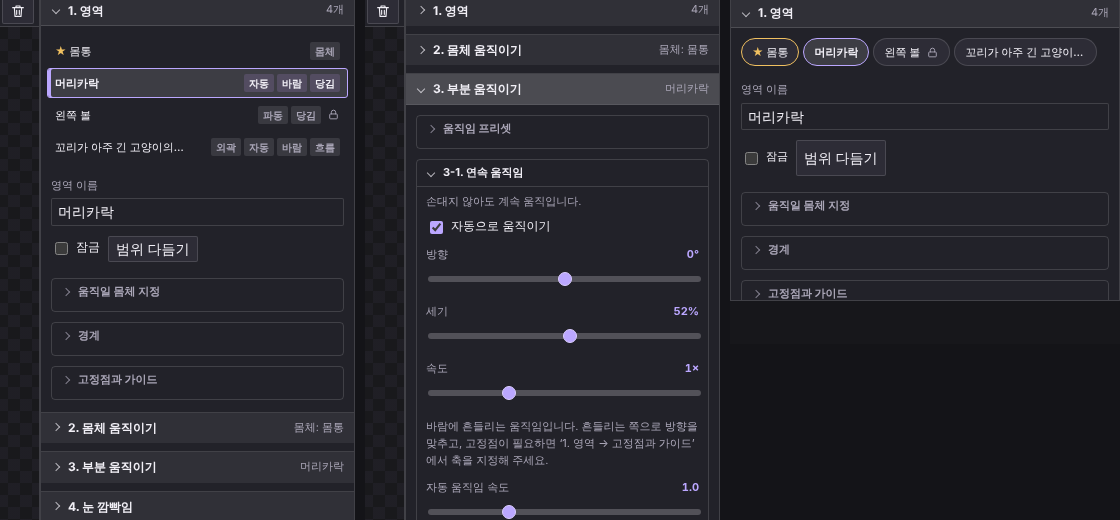 1. 영역 4개
★ 몸통 몸체
머리카락 자동 바람 당김
왼쪽 볼 파동 당김
꼬리가 아주 긴 고양이의... 외곽 자동 바람 흐름
영역 이름
머리카락
잠금 범위 다듬기
움직일 몸체 지정
경계
고정점과 가이드
2. 몸체 움직이기 몸체: 몸통
3. 부분 움직이기 머리카락
4. 눈 깜빡임
1. 영역 4개
2. 몸체 움직이기 몸체: 몸통
3. 부분 움직이기 머리카락
움직임 프리셋
3-1. 연속 움직임
손대지 않아도 계속 움직입니다.
자동으로 움직이기
방향 0°
세기 52%
속도 1×
바람에 흔들리는 움직임입니다. 흔들리는 쪽으로 방향을
맞추고, 고정점이 필요하면 ‘1. 영역 → 고정점과 가이드’
에서 축을 지정해 주세요.
자동 움직임 속도 1.0
1. 영역 4개
★ 몸통 머리카락 왼쪽 볼 꼬리가 아주 긴 고양이...
영역 이름
머리카락
잠금 범위 다듬기
움직일 몸체 지정
경계
고정점과 가이드